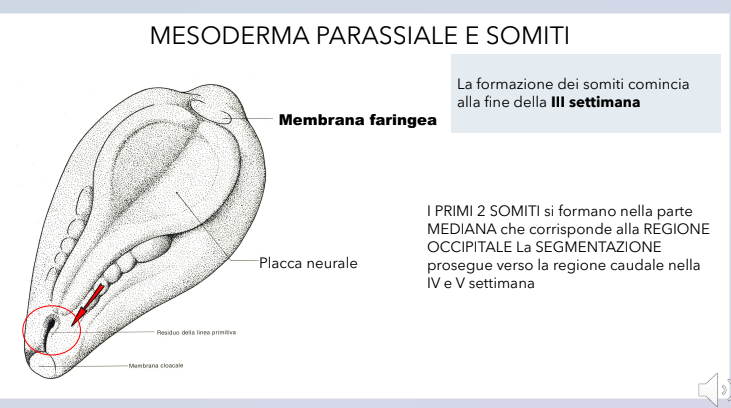 MESODERMA PARASSIALE E SOMITI
La formazione dei somiti comincia
alla fine della III settimana
Membrana faringea
I PRIMI 2 SOMITI si formano nella parte
MEDIANA che corrisponde alla REGIONE
OCCIPITALE La SEGMENTAZIONE
prosegue verso la regione caudale nella
IV e V settimana
Placca neurale
Residuo della linea primitiva
Membrana cloacale